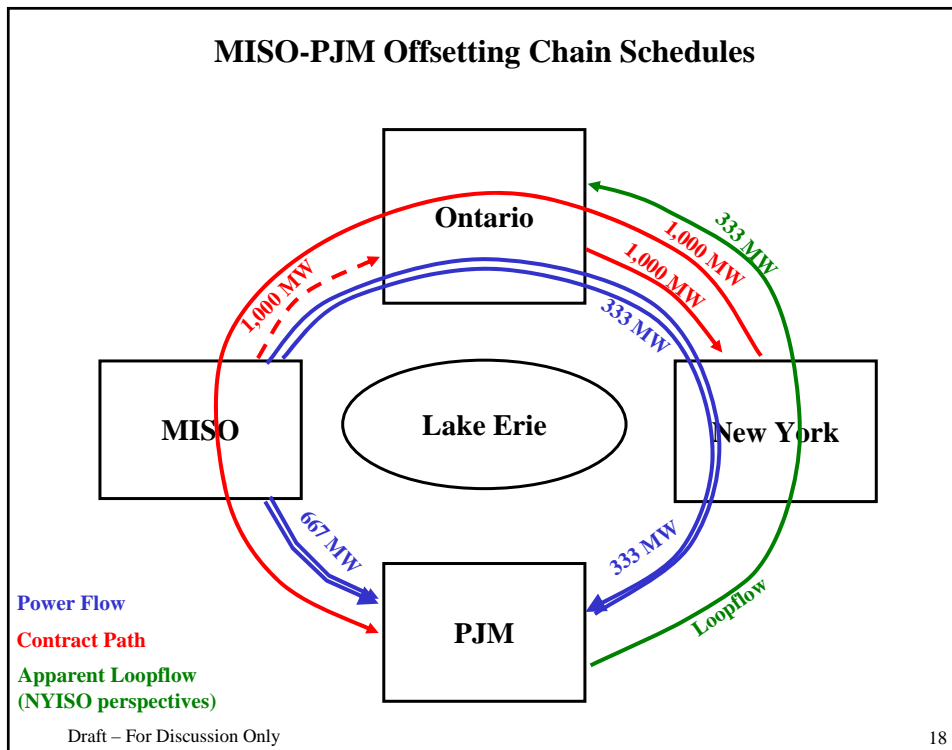 MISO-PJM Offsetting Chain Schedules
Ontario
333 MW
1,000 MW
1,000 MW
1,000 MW
333 MW
MISO
Lake Erie
New York
667 MW
333 MW
PJM
Loopflow
Power Flow
Contract Path
Apparent Loopflow
(NYISO perspectives)
Draft – For Discussion Only
18